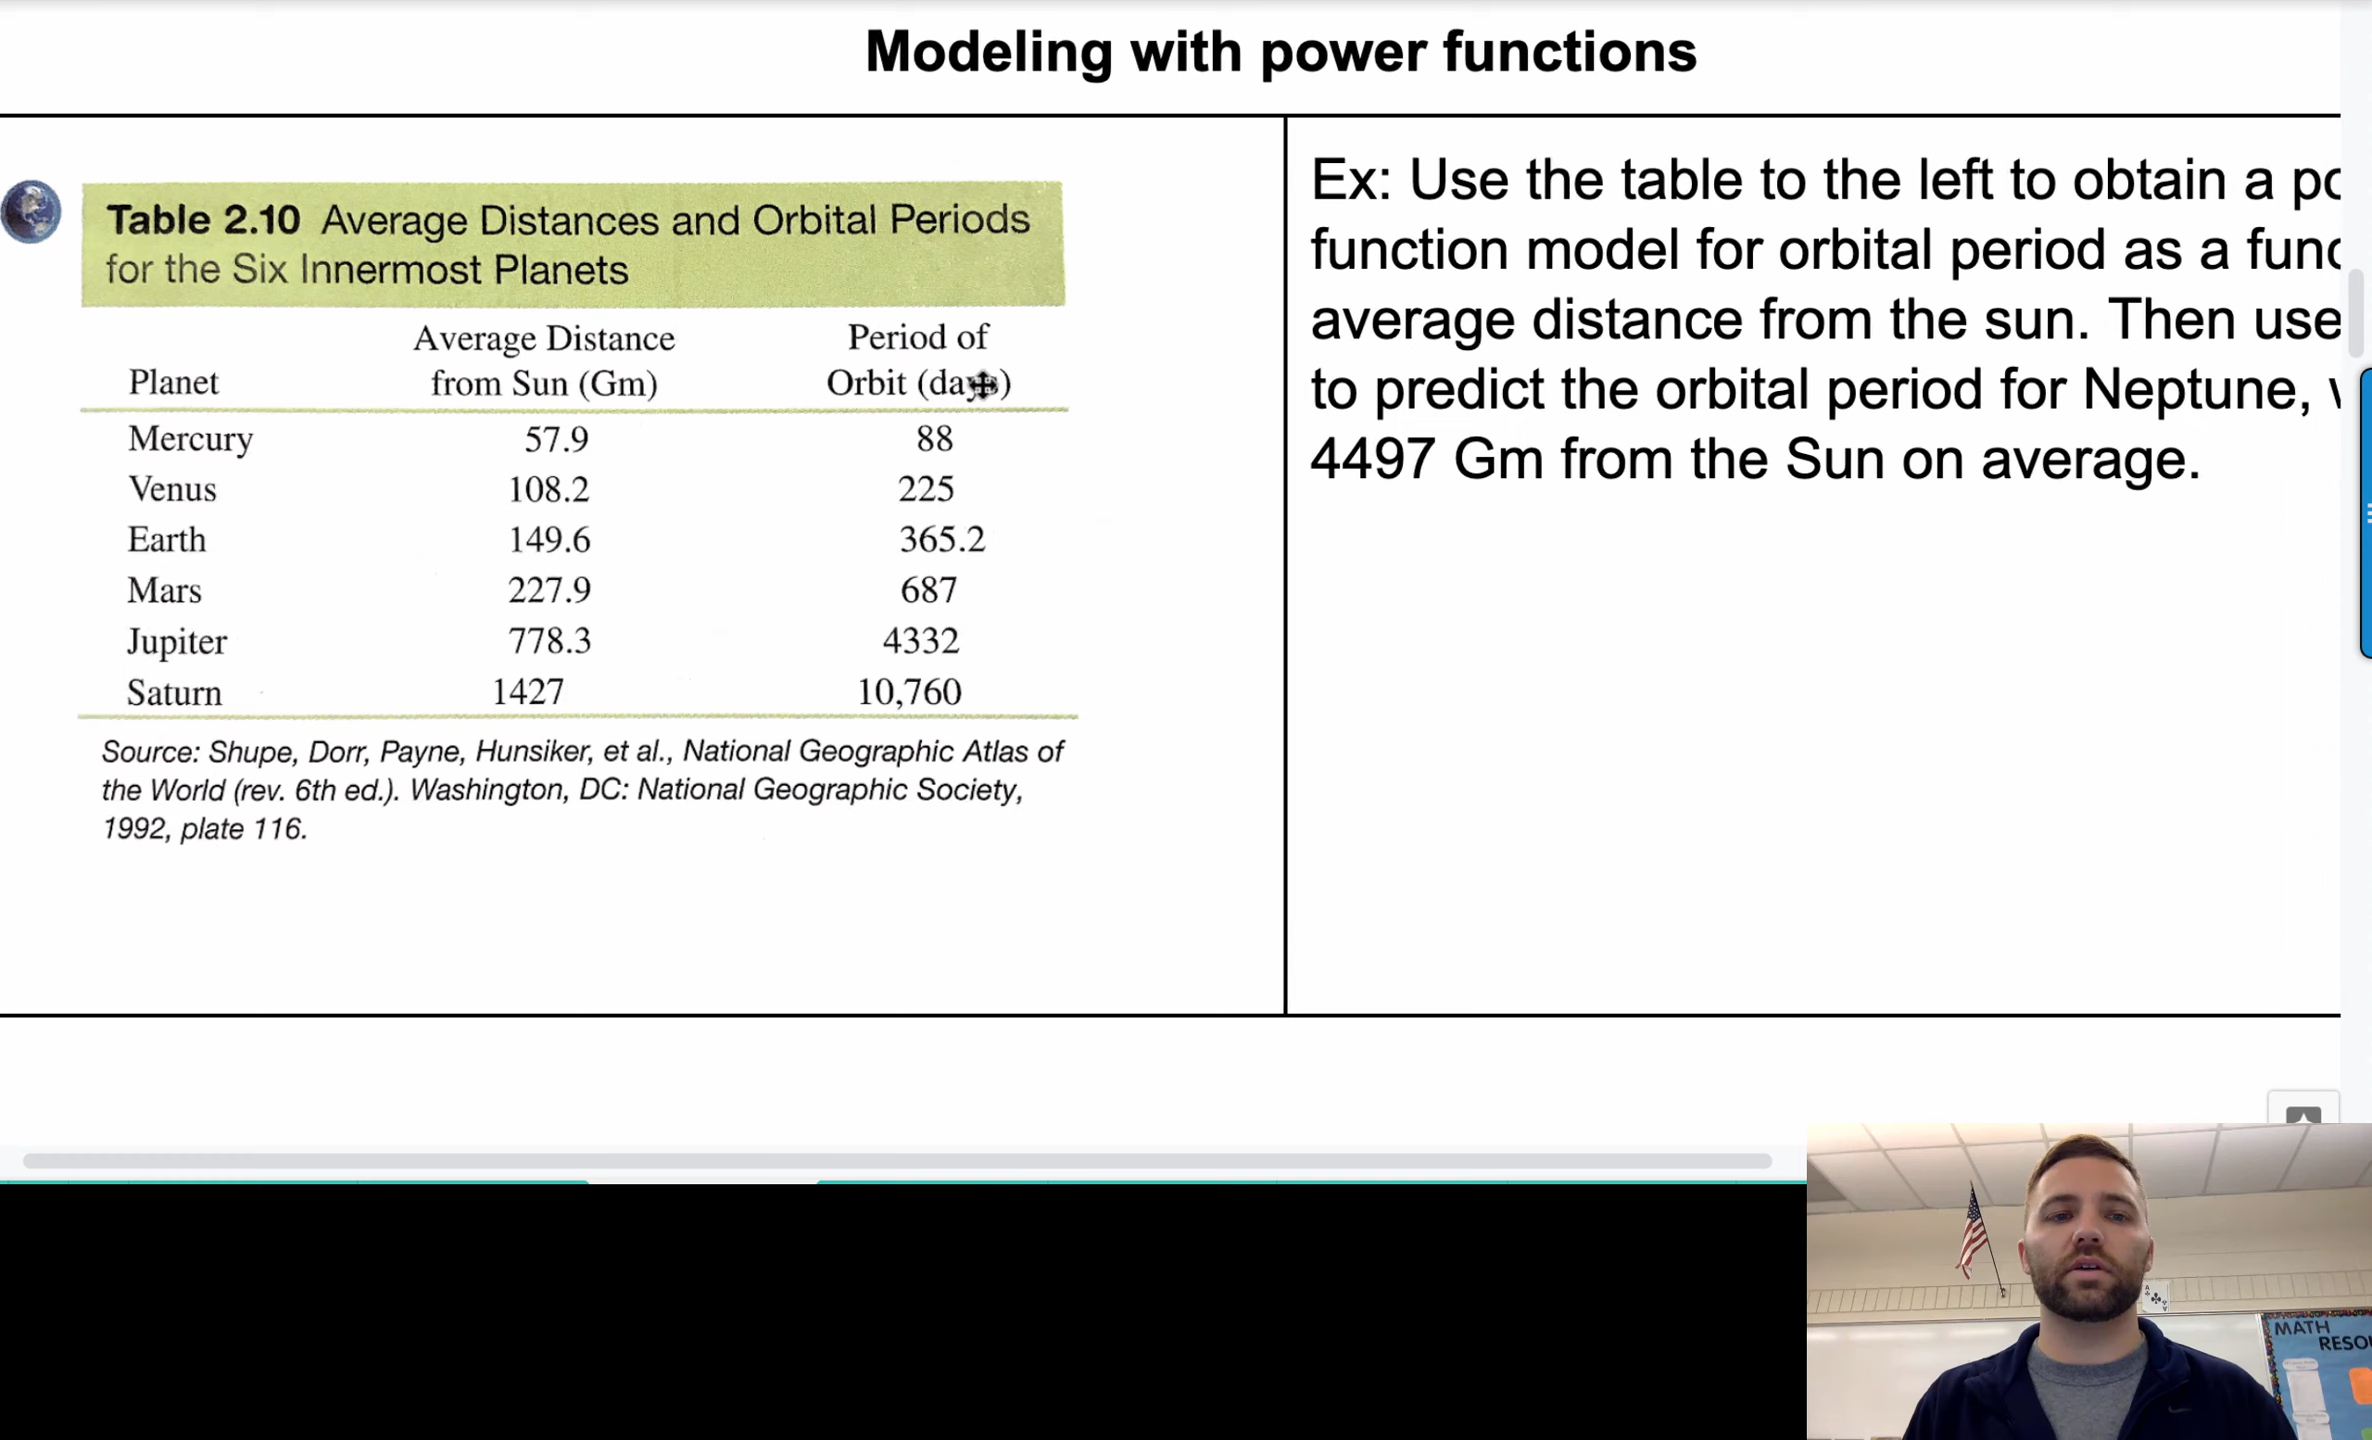 Modeling with power functions
Table 2.10 Average Distances and Orbital Periods
for the Six Innermost Planets
Planet Average Distance from Sun (Gm) Period of Orbit (days)
Mercury 57.9 88
Venus 108.2 225
Earth 149.6 365.2
Mars 227.9 687
Jupiter 778.3 4332
Saturn 1427 10,760
Source: Shupe, Dorr, Payne, Hunsiker, et al., National Geographic Atlas of
the World (rev. 6th ed.). Washington, DC: National Geographic Society,
1992, plate 116.
Ex: Use the table to the left to obtain a
function model for orbital period as a
average distance from the sun. Then use
to predict the orbital period for Neptune,
4497 Gm from the Sun on average.
MATH